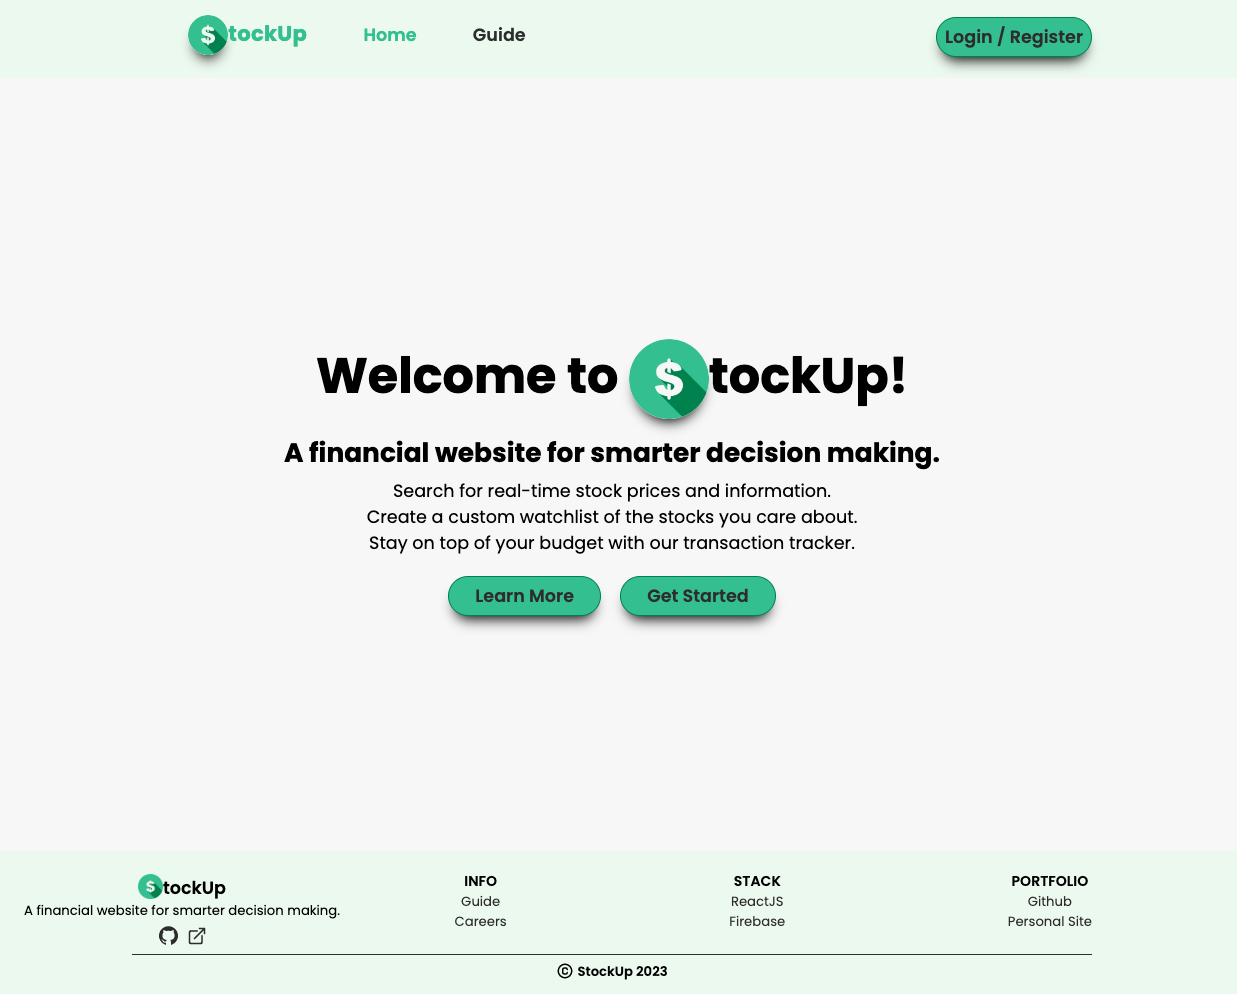 $tockUp Home Guide Login / Register
Welcome to $tockUp!
A financial website for smarter decision making.
Search for real-time stock prices and information.
Create a custom watchlist of the stocks you care about.
Stay on top of your budget with our transaction tracker.
Learn More Get Started
$tockUp
A financial website for smarter decision making.
INFO
Guide
Careers
STACK
ReactJS
Firebase
PORTFOLIO
Github
Personal Site
© StockUp 2023